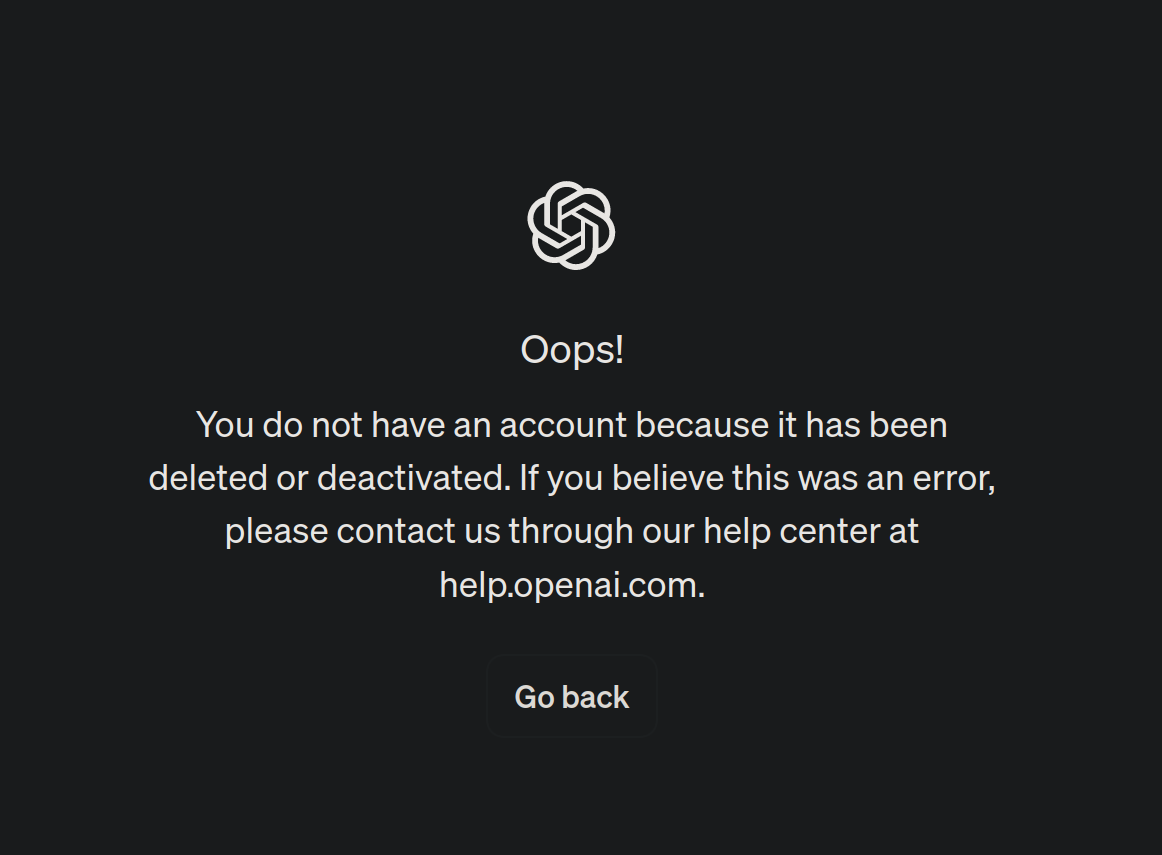 Oops!
You do not have an account because it has been
deleted or deactivated. If you believe this was an error,
please contact us through our help center at
help.openai.com.
Go back